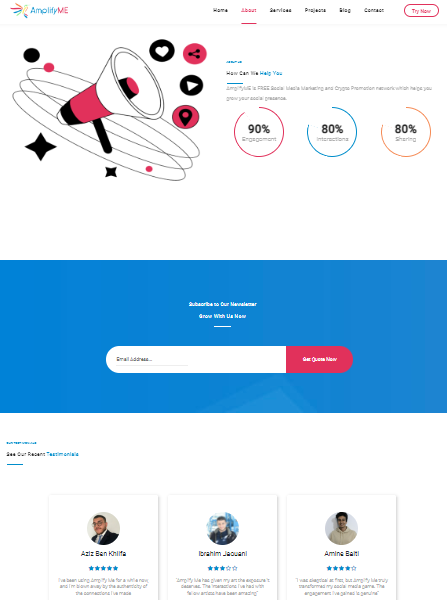 AmplifyME
Home About Services Projects Blog Contact Try Now
ABOUT US
How Can We Help You
AmplifyME is FREE Social Media Marketing and Crypto Promotion network which helps you
grow your social presense.
90% 80% 80%
Engagement Interactions Sharing
Subscribe to Our Newsletter
Grow With Us Now
Email Address... Get Quote Now
OUR TESTIMONIALS
See Our Recent Testimonials
Aziz Ben Khlifa
"I've been using Amplify Me for a while now,
and I'm blown away by the authenticity of
the connections I've made
Ibrahim Jaouani
"Amplify Me has given my art the exposure it
deserves. The interactions I've had with
fellow artists have been amazing"
Amine Balti
"I was skeptical at first, but Amplify Me truly
transformed my social media game. The
engagement I've gained is genuine"